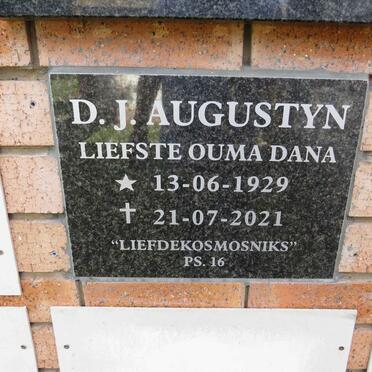 D. J. AUGUSTYN
LIEFSTE OUMA DANA
★ 13-06-1929
✝ 21-07-2021
"LIEFDEKOSMOSNIKS"
PS. 16